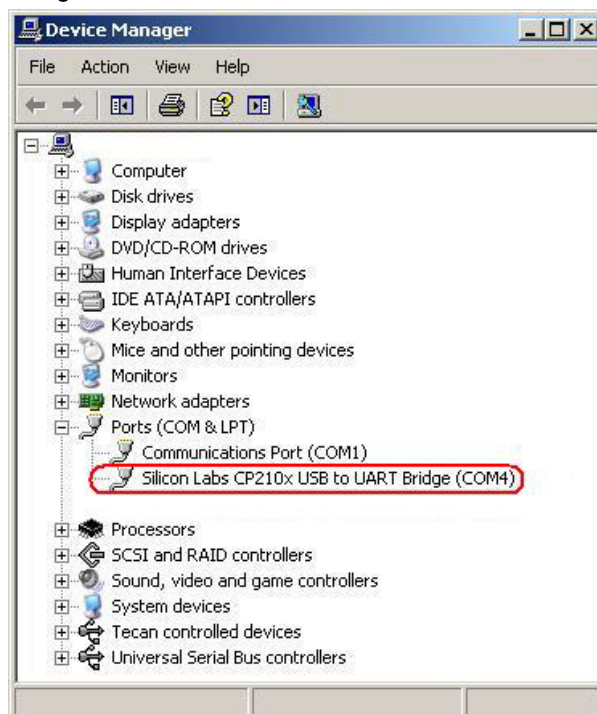 Device Manager
File Action View Help
Computer
Disk drives
Display adapters
DVD/CD-ROM drives
Human Interface Devices
IDE ATA/ATAPI controllers
Keyboards
Mice and other pointing devices
Monitors
Network adapters
Ports (COM & LPT)
Communications Port (COM1)
Silicon Labs CP210x USB to UART Bridge (COM4)
Processors
SCSI and RAID controllers
Sound, video and game controllers
System devices
Tecan controlled devices
Universal Serial Bus controllers